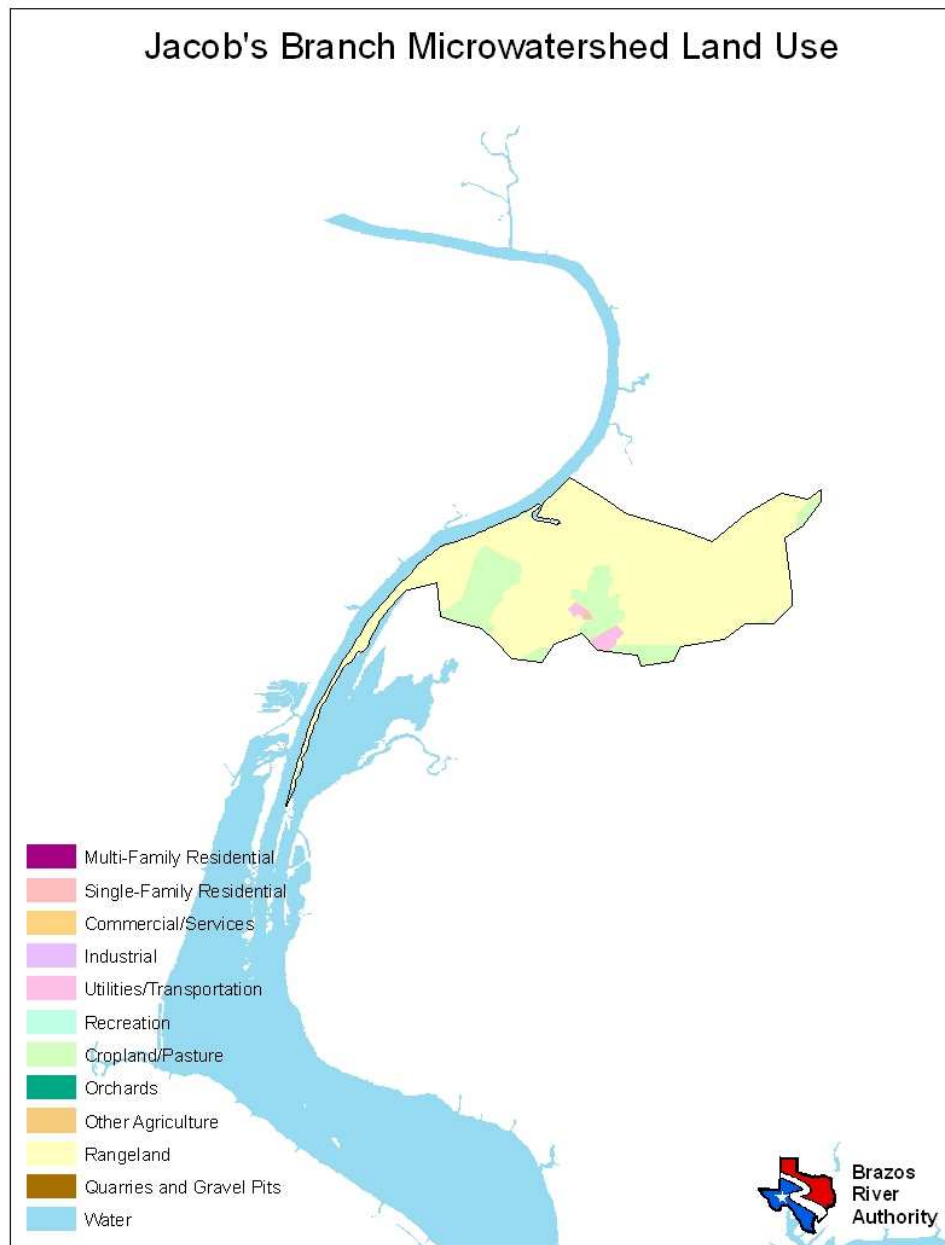 Jacob's Branch Microwatershed Land Use
Multi-Family Residential
Single-Family Residential
Commercial/Services
Industrial
Utilities/Transportation
Recreation
Cropland/Pasture
Orchards
Other Agriculture
Rangeland
Quarries and Gravel Pits
Water
Brazos
River
Authority